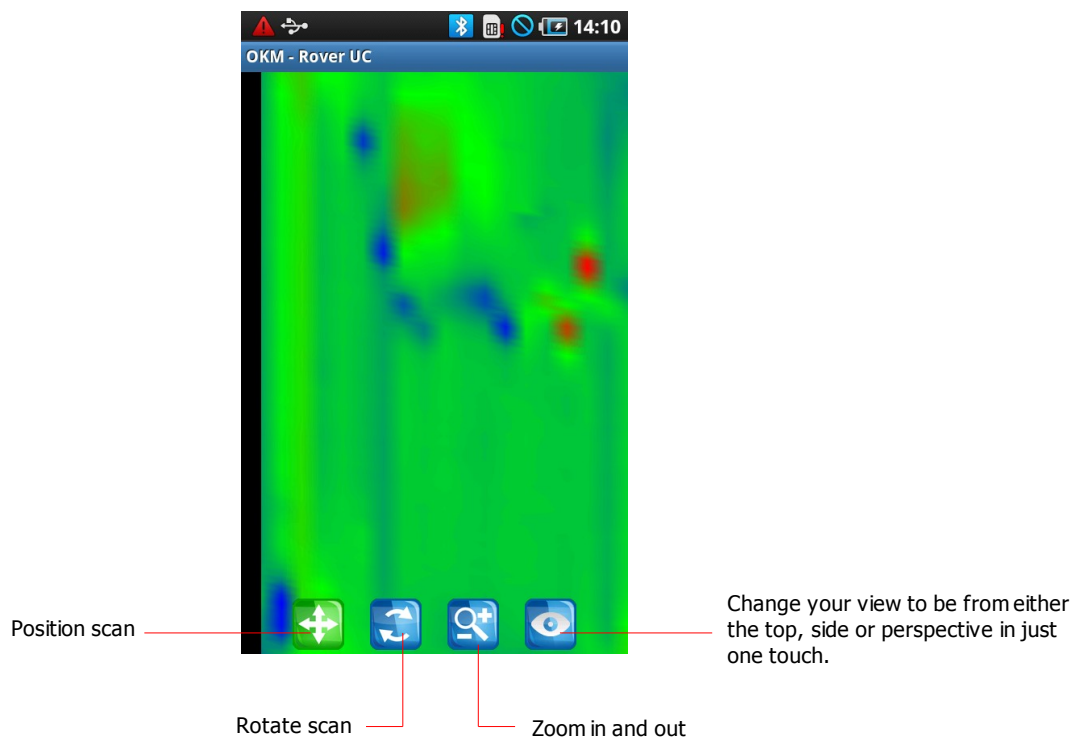 14:10
OKM - Rover UC
Position scan
Change your view to be from either
the top, side or perspective in just
one touch.
Rotate scan
Zoom in and out